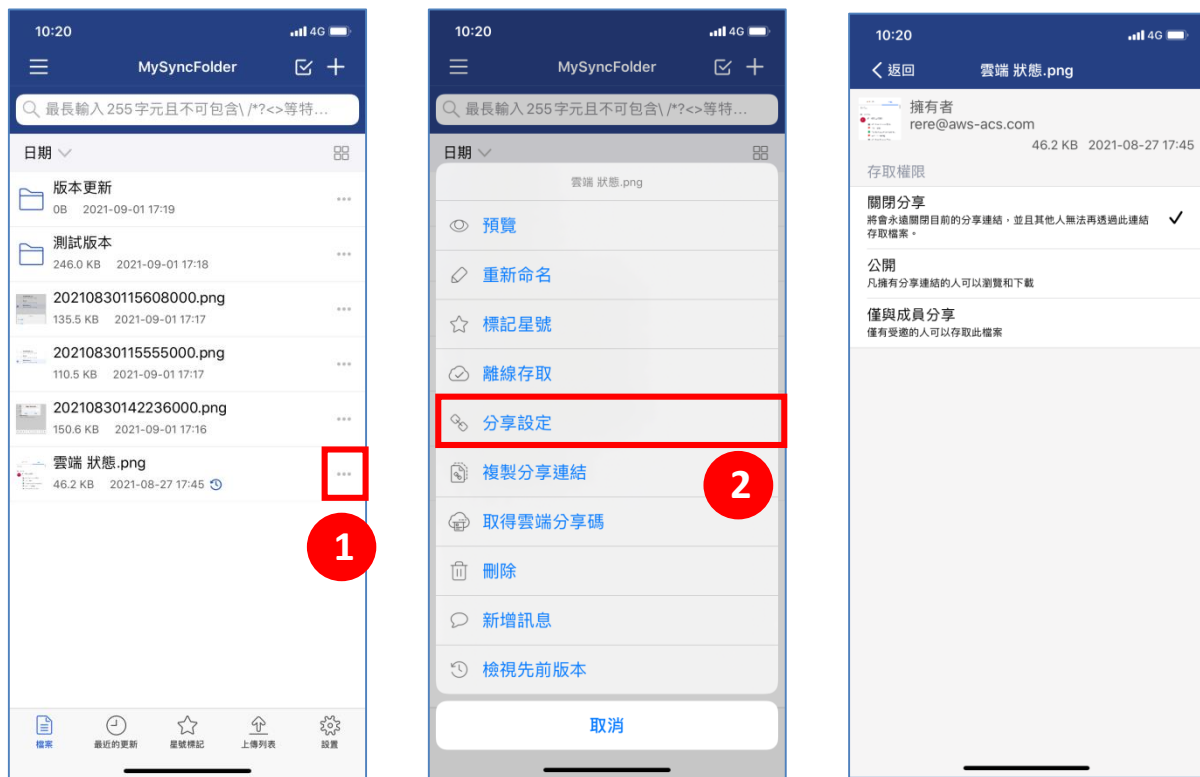 10:20
4G
MySyncFolder
最長輸入 255 字元且不可包含\ /*?<>等特...
日期
版本更新
0B 2021-09-01 17:19
測試版本
246.0 KB 2021-09-01 17:18
20210830115608000.png
135.5 KB 2021-09-01 17:17
20210830115555000.png
110.5 KB 2021-09-01 17:17
20210830142236000.png
150.6 KB 2021-09-01 17:16
雲端 狀態.png
46.2 KB 2021-08-27 17:45
1
檔案
最近的更新
星號標記
上傳列表
設置
10:20
4G
MySyncFolder
最長輸入 255 字元且不可包含\ /*?<>等特...
日期
雲端 狀態.png
預覽
重新命名
標記星號
離線存取
分享設定
複製分享連結
2
取得雲端分享碼
刪除
新增訊息
檢視先前版本
取消
10:20
4G
返回
雲端 狀態.png
擁有者
rere@aws-acs.com
46.2 KB 2021-08-27 17:45
存取權限
關閉分享
將會永遠關閉目前的分享連結，並且其他人無法再透過此連結
存取檔案。
公開
凡擁有分享連結的人可以瀏覽和下載
僅與成員分享
僅有受邀的人可以存取此檔案